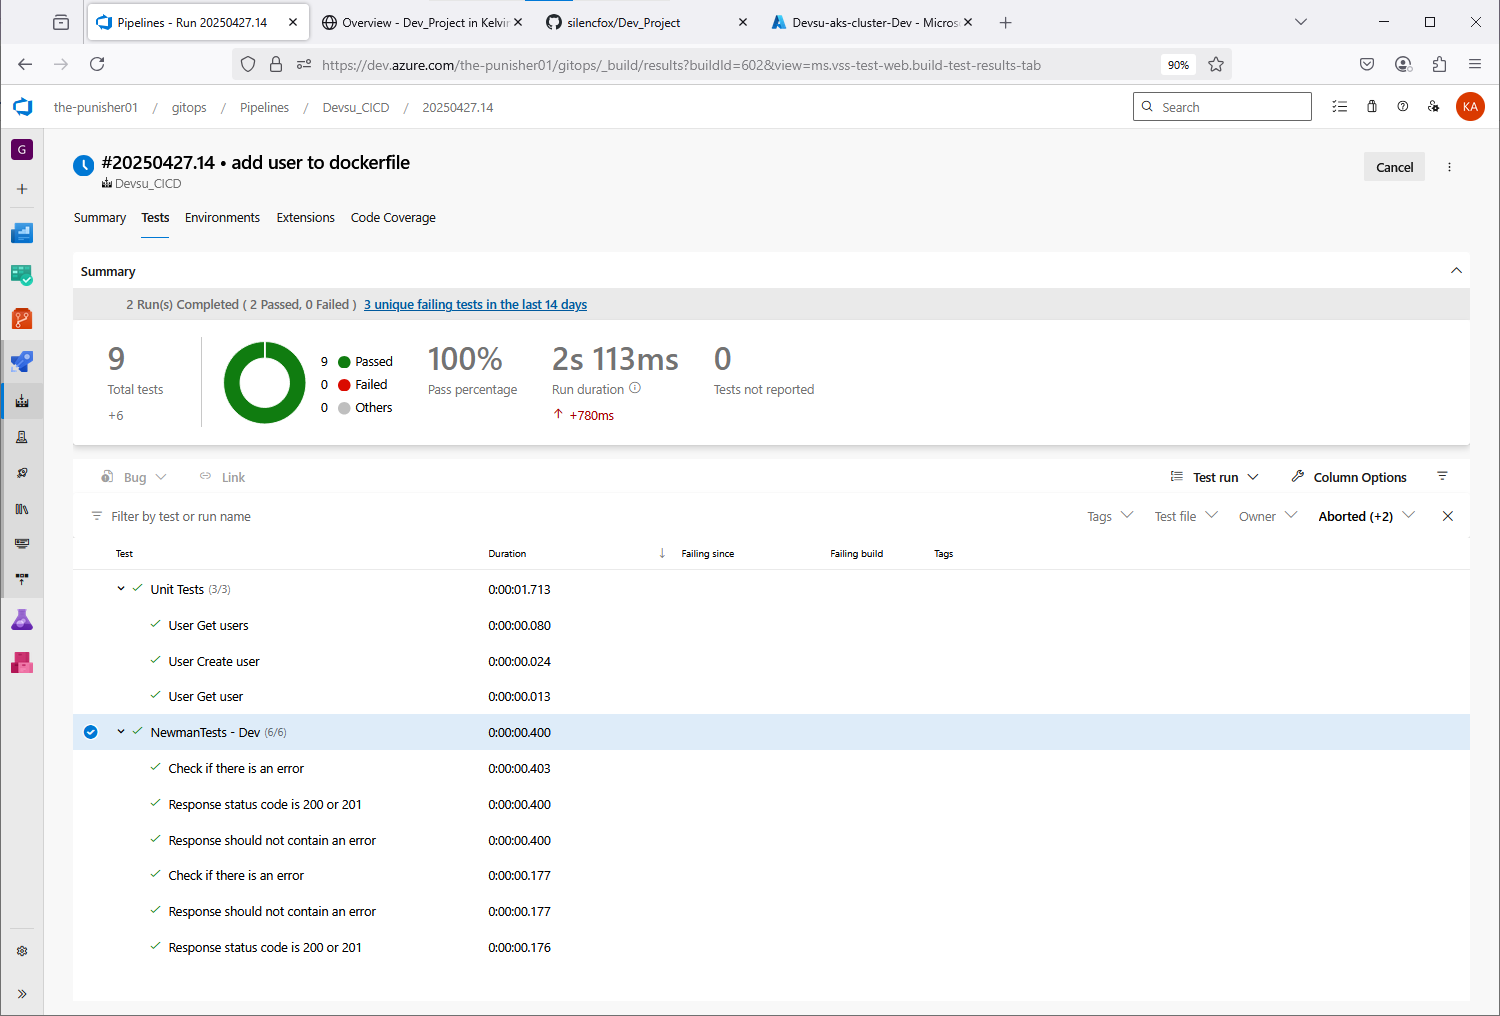 Pipelines - Run 20250427.14
Overview - Dev_Project in Kelvin
silencfox/Dev_Project
Devsu-aks-cluster-Dev - Micros
https://dev.azure.com/the-punisher01/gitops/_build/results?buildId=602&view=ms.vss-test-web.build-test-results-tab
90%
the-punisher01 / gitops / Pipelines / Devsu_CICD / 20250427.14
Search
KA
G
#20250427.14 • add user to dockerfile
Devsu_CICD
Cancel
Summary Tests Environments Extensions Code Coverage
Summary
2 Run(s) Completed ( 2 Passed, 0 Failed ) 3 unique failing tests in the last 14 days
9
Total tests
+6
9 Passed
0 Failed
0 Others
100%
Pass percentage
2s 113ms
Run duration
+780ms
0
Tests not reported
Bug Link Test run Column Options
Filter by test or run name Tags Test file Owner Aborted (+2)
Test Duration Failing since Failing build Tags
Unit Tests (3/3) 0:00:01.713
User Get users 0:00:00.080
User Create user 0:00:00.024
User Get user 0:00:00.013
NewmanTests - Dev (6/6) 0:00:00.400
Check if there is an error 0:00:00.403
Response status code is 200 or 201 0:00:00.400
Response should not contain an error 0:00:00.400
Check if there is an error 0:00:00.177
Response should not contain an error 0:00:00.177
Response status code is 200 or 201 0:00:00.176